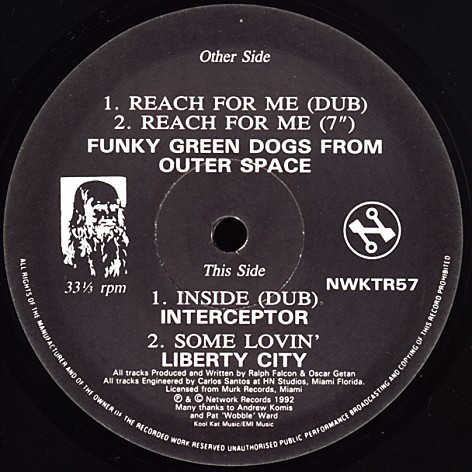 Other Side
1. REACH FOR ME (DUB)
2. REACH FOR ME (7")
FUNKY GREEN DOGS FROM
OUTER SPACE
33⅓ rpm
This Side
NWKTR57
1. INSIDE (DUB)
INTERCEPTOR
2. SOME LOVIN'
LIBERTY CITY
All tracks Produced and Written by Ralph Falcon & Oscar Getan
All tracks Engineered by Carlos Santos at HN Studios, Miami Florida.
Licensed from Murk Records, Miami
℗ & © Network Records 1992
Many thanks to Andrew Komis
and Pat 'Wobble' Ward
Kool Kat Music/EMI Music
ALL RIGHTS OF THE MANUFACTURER AND OF THE OWNER OF THE RECORDED WORK RESERVED UNAUTHORISED PUBLIC PERFORMANCE BROADCASTING AND COPYING OF THIS RECORD PROHIBITED